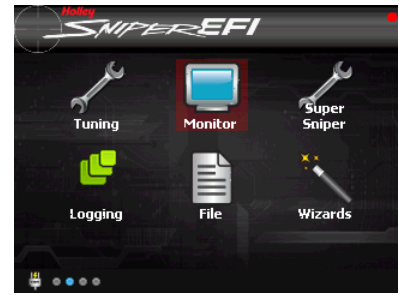 Holley
SNIPER EFI
Tuning
Monitor
Super
Sniper
Logging
File
Wizards